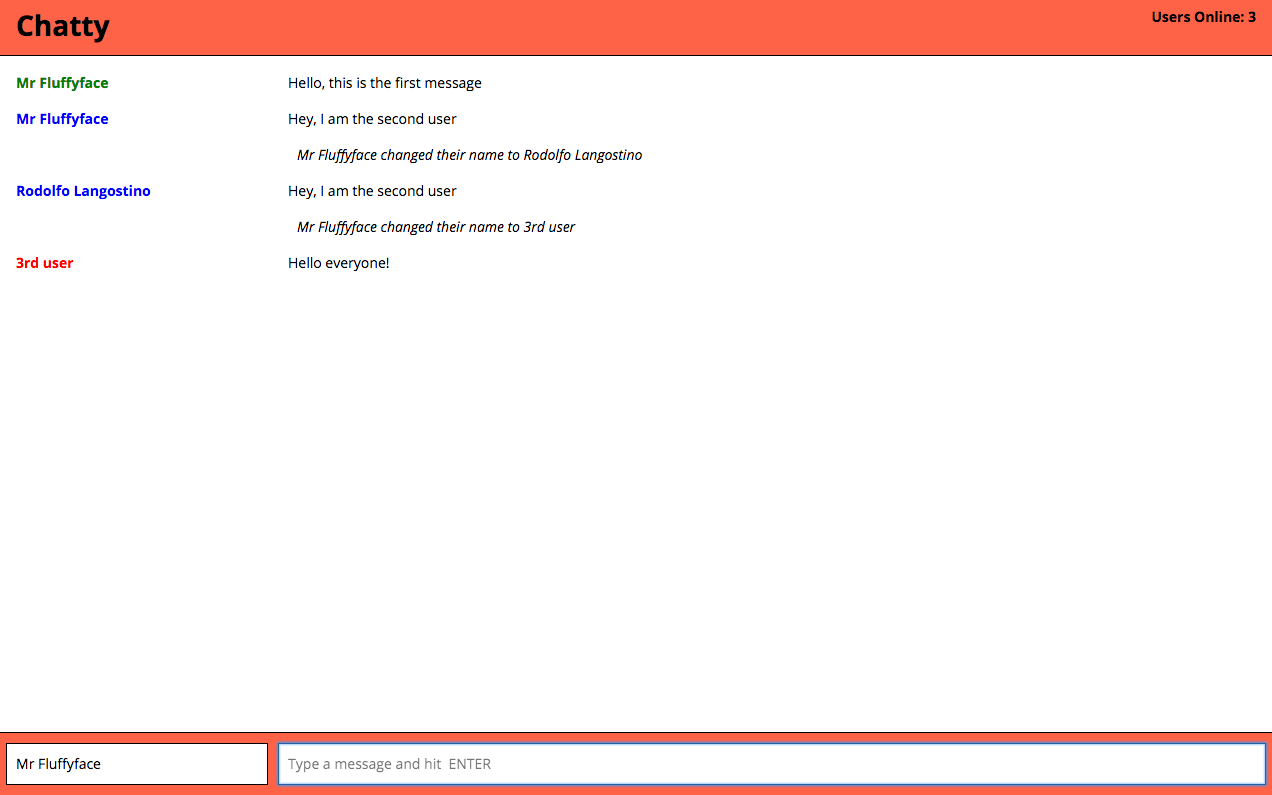 Chatty
Users Online: 3
Mr Fluffyface Hello, this is the first message
Mr Fluffyface Hey, I am the second user
Mr Fluffyface changed their name to Rodolfo Langostino
Rodolfo Langostino Hey, I am the second user
Mr Fluffyface changed their name to 3rd user
3rd user Hello everyone!
Mr Fluffyface Type a message and hit ENTER